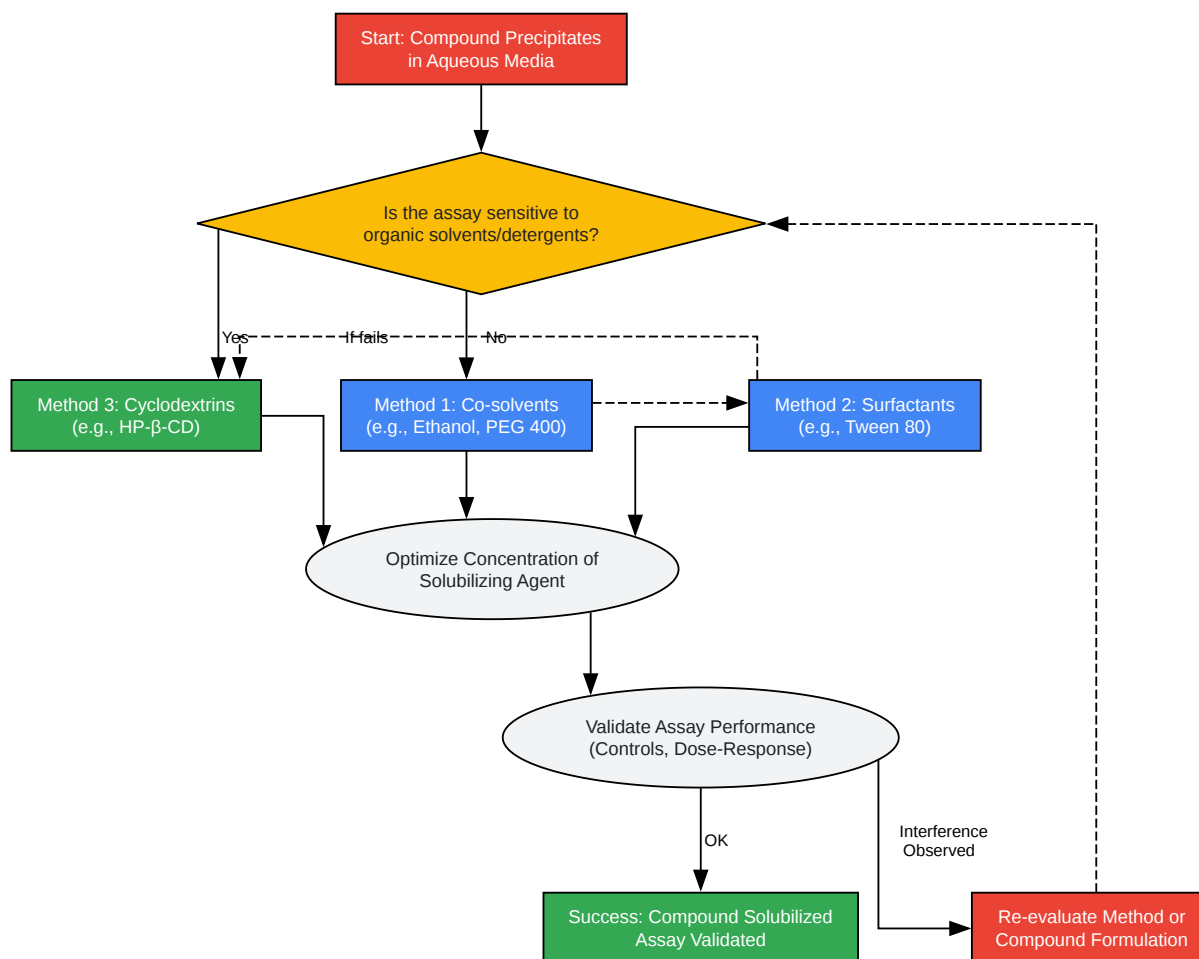 Start: Compound Precipitates
in Aqueous Media
Is the assay sensitive to
organic solvents/detergents?
Yes
If fails
No
Method 3: Cyclodextrins
(e.g., HP-β-CD)
Method 1: Co-solvents
(e.g., Ethanol, PEG 400)
Method 2: Surfactants
(e.g., Tween 80)
Optimize Concentration of
Solubilizing Agent
Validate Assay Performance
(Controls, Dose-Response)
OK
Interference
Observed
Success: Compound Solubilized
Assay Validated
Re-evaluate Method or
Compound Formulation